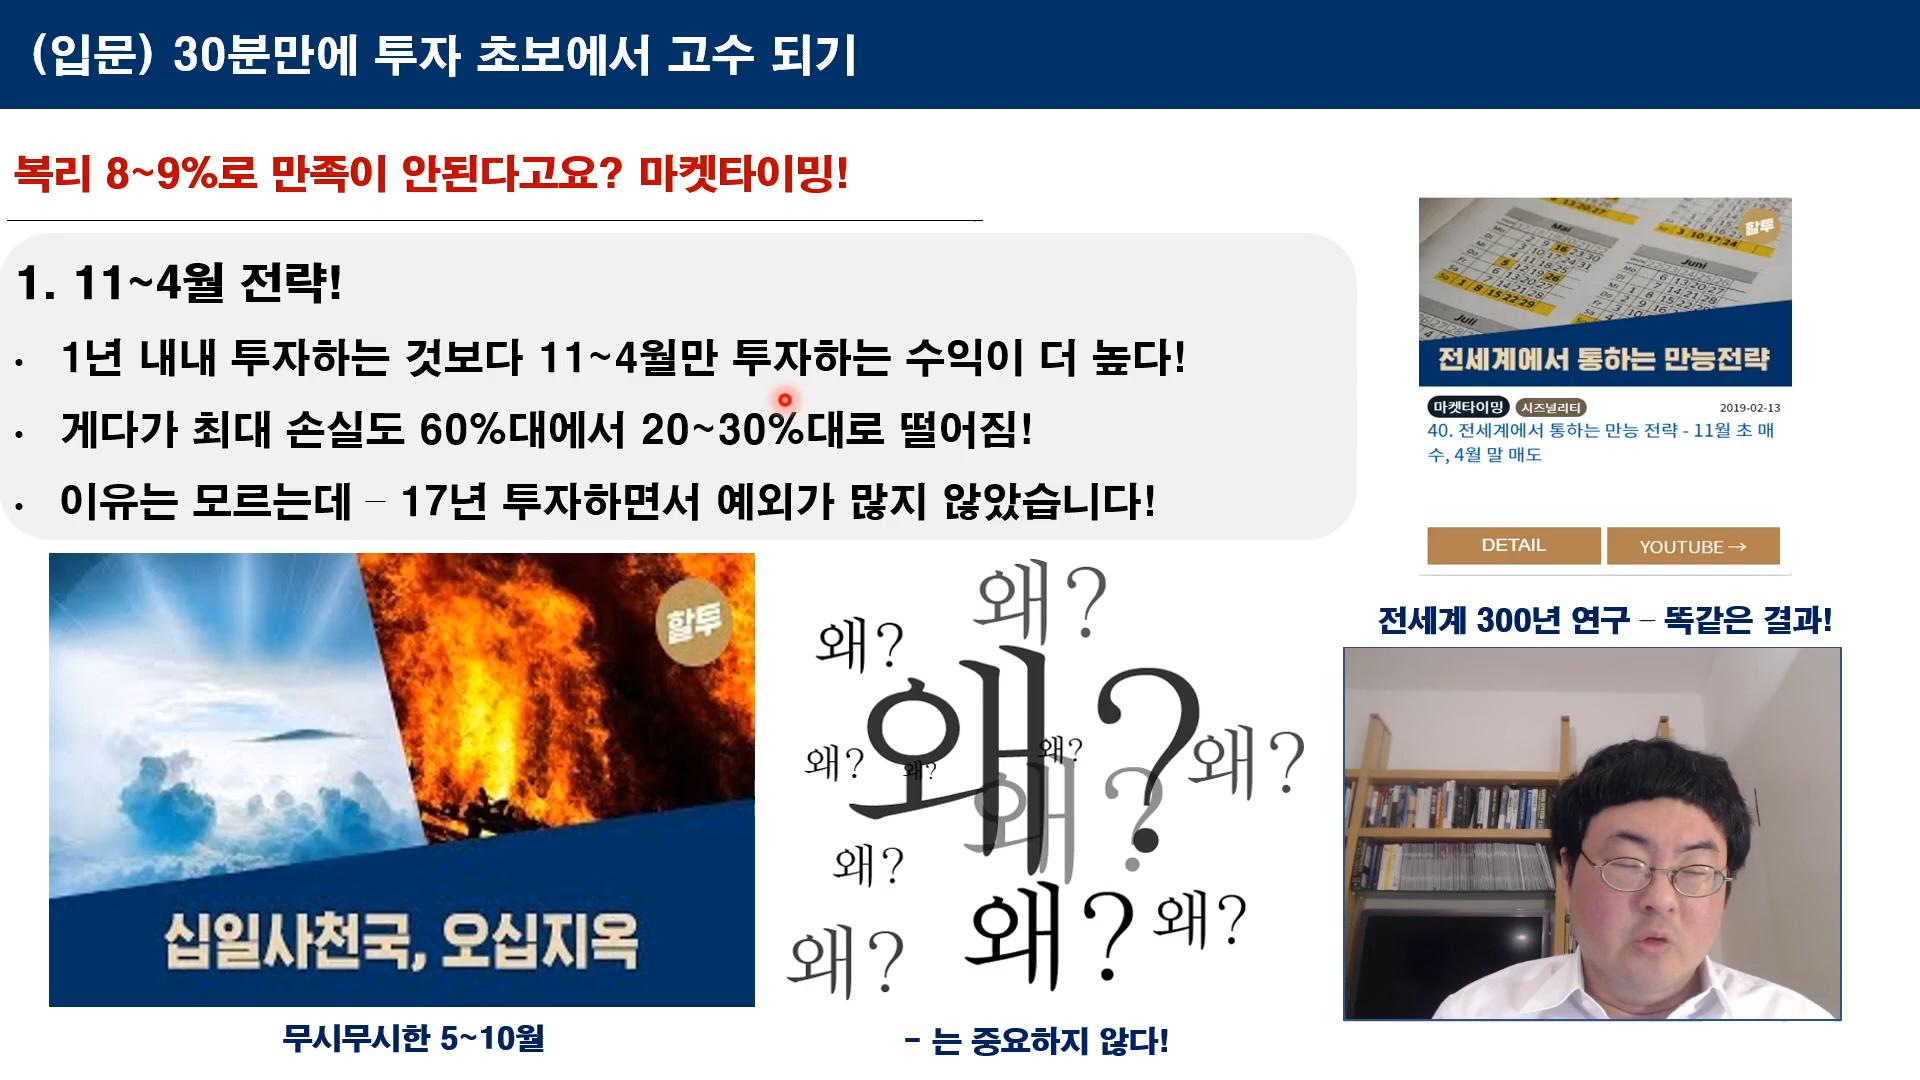 (입문) 30분만에 투자 초보에서 고수 되기
복리 8~9%로 만족이 안된다고요? 마켓타이밍!
1. 11~4월 전략!
• 1년 내내 투자하는 것보다 11~4월만 투자하는 수익이 더 높다!
• 게다가 최대 손실도 60%대에서 20~30%대로 떨어짐!
• 이유는 모르는데 – 17년 투자하면서 예외가 많지 않았습니다!
할투
Mai
Juni
Juli
전세계에서 통하는 만능전략
마켓타이밍 시즈널리티 2019-02-13
40. 전세계에서 통하는 만능 전략 - 11월 초 매
수, 4월 말 매도
DETAIL YOUTUBE →
전세계 300년 연구 – 똑같은 결과!
할투
십일사천국, 오십지옥
무시무시한 5~10월
왜?
왜?
왜?
왜?
왜?
왜?
왜?
왜?
왜?
왜?
왜?
왜?
- 는 중요하지 않다!